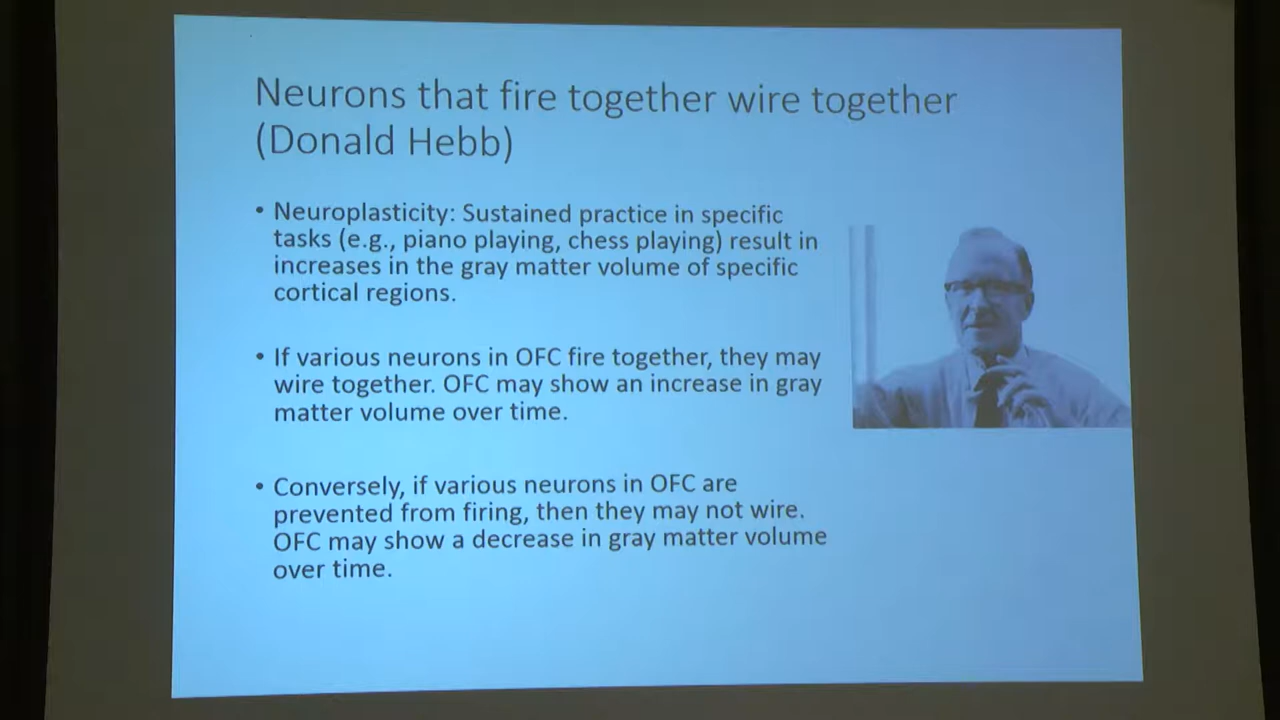 Neurons that fire together wire together
(Donald Hebb)
• Neuroplasticity: Sustained practice in specific
tasks (e.g., piano playing, chess playing) result in
increases in the gray matter volume of specific
cortical regions.
• If various neurons in OFC fire together, they may
wire together. OFC may show an increase in gray
matter volume over time.
• Conversely, if various neurons in OFC are
prevented from firing, then they may not wire.
OFC may show a decrease in gray matter volume
over time.